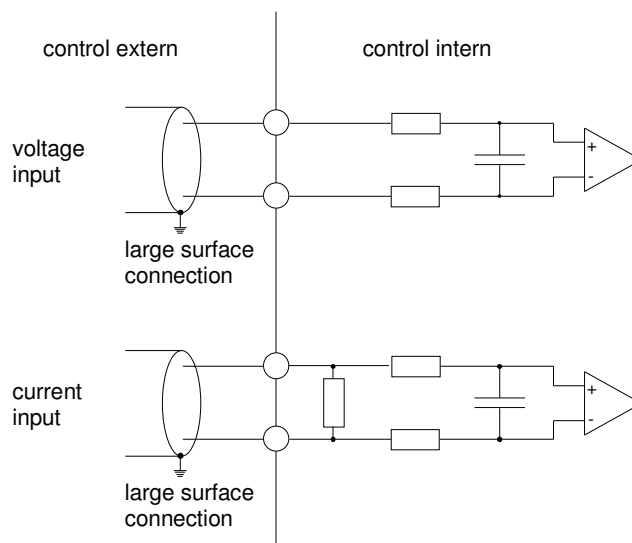 control extern
control intern
voltage
input
+
-
large surface
connection
current
input
+
-
large surface
connection